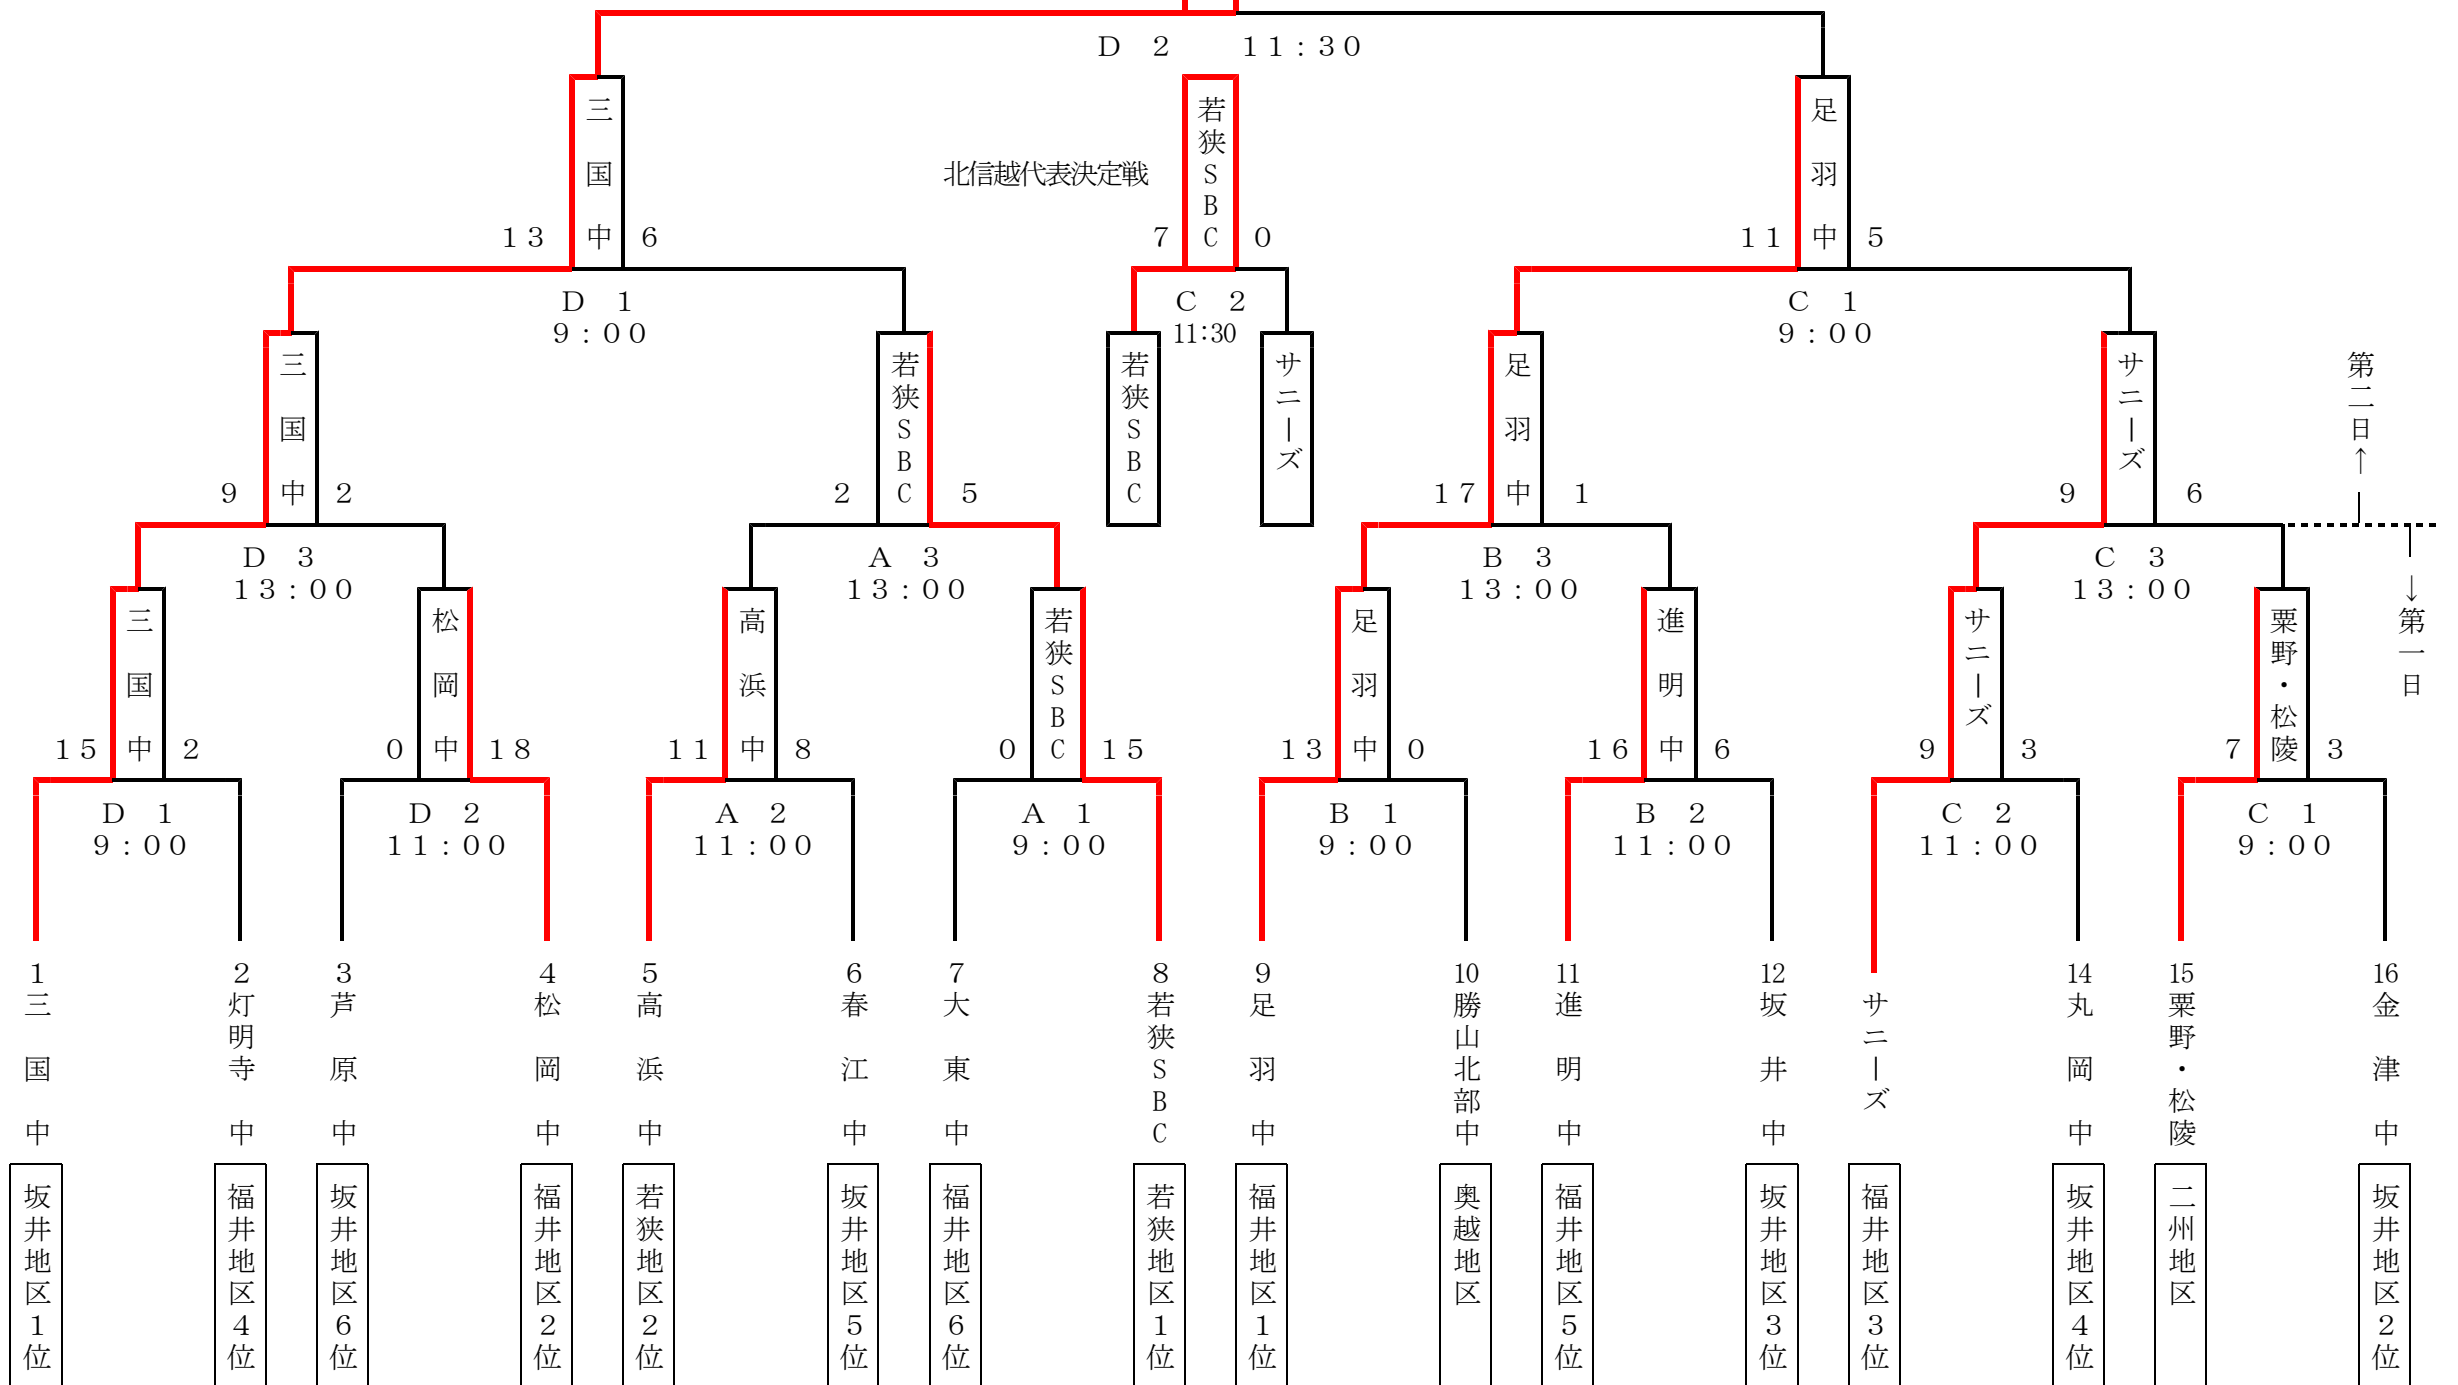 D 2 11:30
三国中
若狭SBC
足羽中
北信越代表決定戦
13 6
7 0
11 5
D 1
9:00
C 2
11:30
C 1
9:00
三国中
若狭SBC
若狭SBC
サニーズ
足羽中
サニーズ
第二日↑
9 2
2 5
17 1
9 6
D 3
13:00
A 3
13:00
B 3
13:00
C 3
13:00
↓第一日
三国中
松岡中
高浜中
若狭SBC
足羽中
進明中
サニーズ
粟野・松陵
15 2
0 18
11 8
0 15
13 0
16 6
9 3
7 3
D 1
9:00
D 2
11:00
A 2
11:00
A 1
9:00
B 1
9:00
B 2
11:00
C 2
11:00
C 1
9:00
1 三国中
2 灯明寺中
3 芦原中
4 松岡中
5 高浜中
6 春江中
7 大東中
8 若狭SBC
9 足羽中
10 勝山北部中
11 進明中
12 坂井中
サニーズ
14 丸岡中
15 粟野・松陵
16 金津中
坂井地区1位
福井地区4位
坂井地区6位
福井地区2位
若狭地区2位
坂井地区5位
福井地区6位
若狭地区1位
福井地区1位
奥越地区
福井地区5位
坂井地区3位
福井地区3位
坂井地区4位
二州地区
坂井地区2位